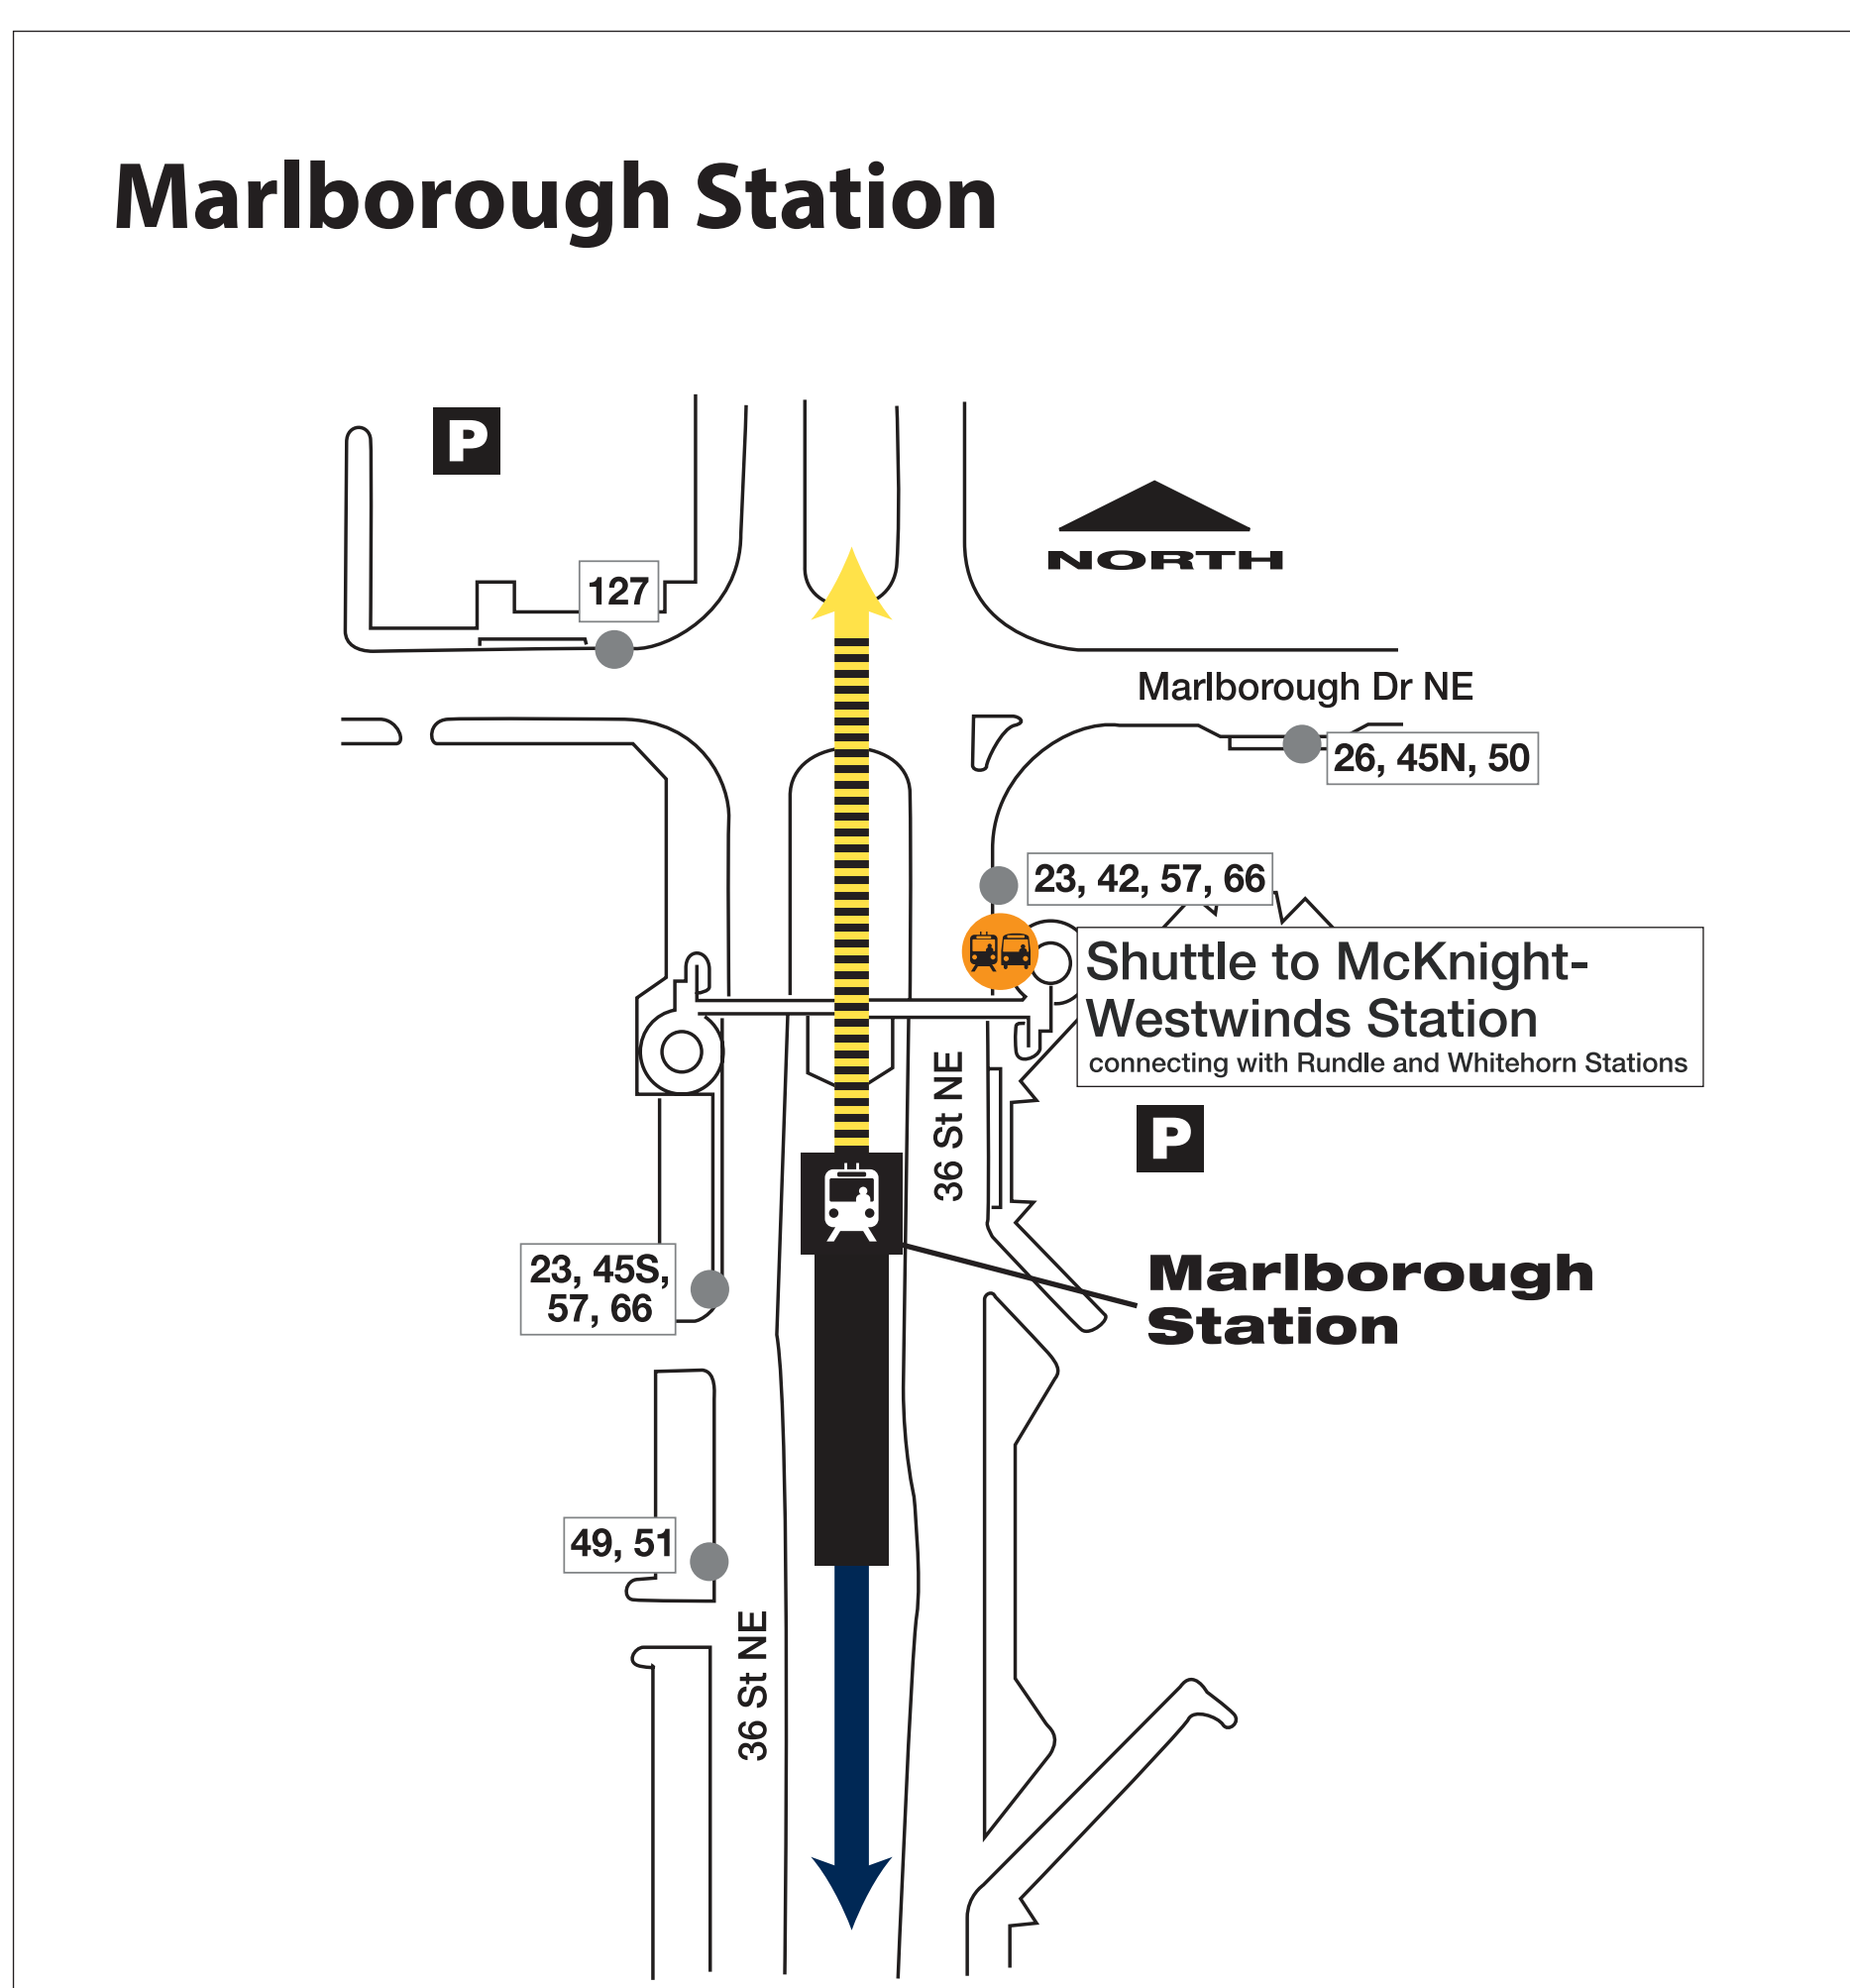 Marlborough Station
P
NORTH
127
Marlborough Dr NE
26, 45N, 50
23, 42, 57, 66
Shuttle to McKnight-
Westwinds Station
connecting with Rundle and Whitehorn Stations
36 St NE
P
23, 45S,
57, 66
Marlborough
Station
49, 51
36 St NE